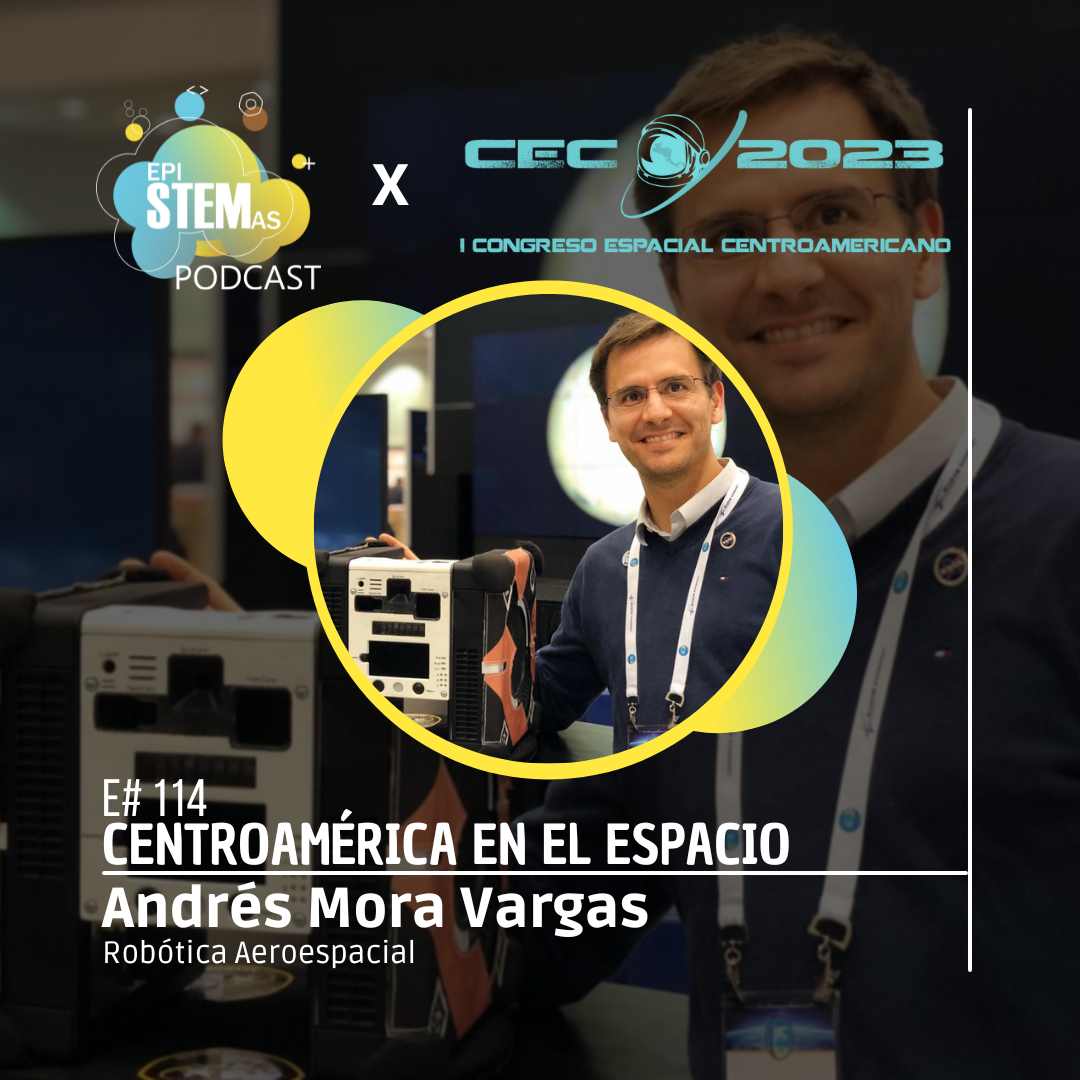 EPI
STEMAS
PODCAST
X
CEC 2023
I CONGRESO ESPACIAL CENTROAMERICANO
E# 114
CENTROAMÉRICA EN EL ESPACIO
Andrés Mora Vargas
Robótica Aeroespacial